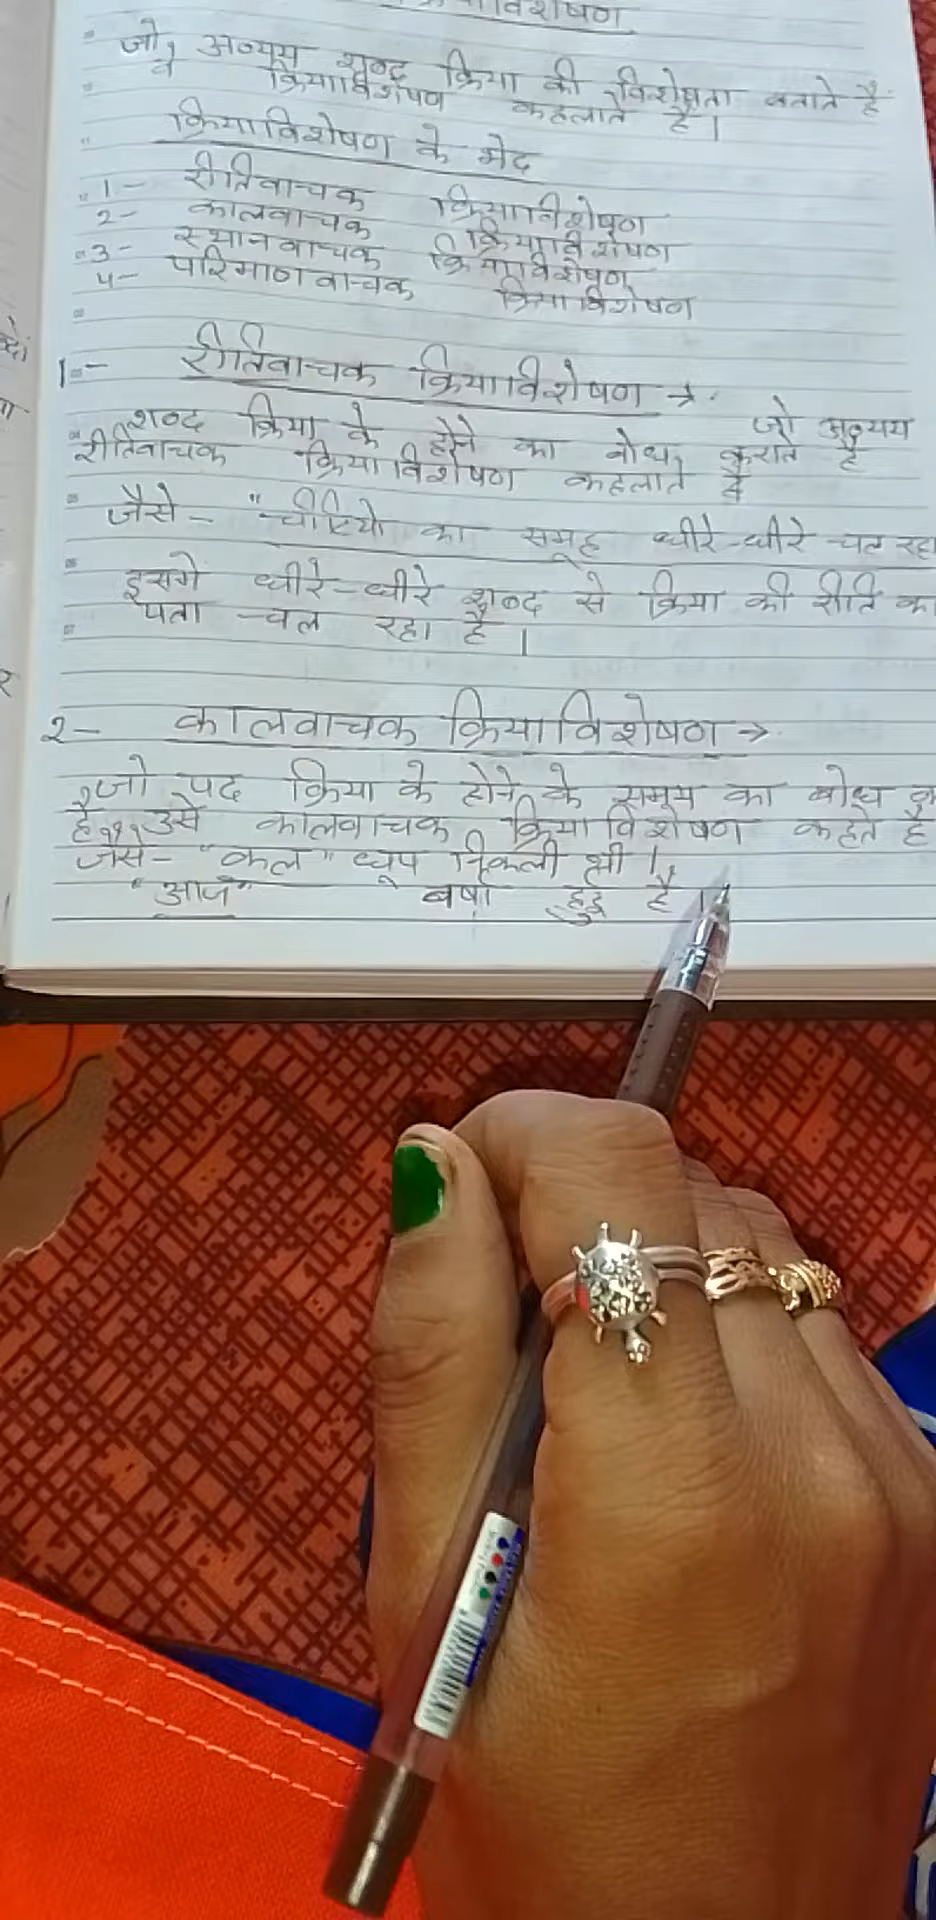 क्रियाविशेषण
जो अव्यय शब्द क्रिया की विशेषता बताते है
वे क्रियाविशेषण कहलाते है।
क्रियाविशेषण के भेद
1- रीतिवाचक क्रियाविशेषण
2- कालवाचक क्रियाविशेषण
3- स्थानवाचक क्रियाविशेषण
4- परिमाणवाचक क्रियाविशेषण
1- रीतिवाचक क्रियाविशेषण → जो अव्यय
शब्द क्रिया के होने का बोध कराते है
रीतिवाचक क्रियाविशेषण कहलाते है
जैसे- "चीटियो का समूह धीरे-धीरे चल रहा
इसमे धीरे-धीरे शब्द से क्रिया की रीति का
पता चल रहा है।
2- कालवाचक क्रियाविशेषण →
जो पद क्रिया के होने के समय का बोध
है उसे कालवाचक क्रियाविशेषण कहते है
जैसे- "कल" धूप निकली थी।
"आज" बर्षा हुई है।